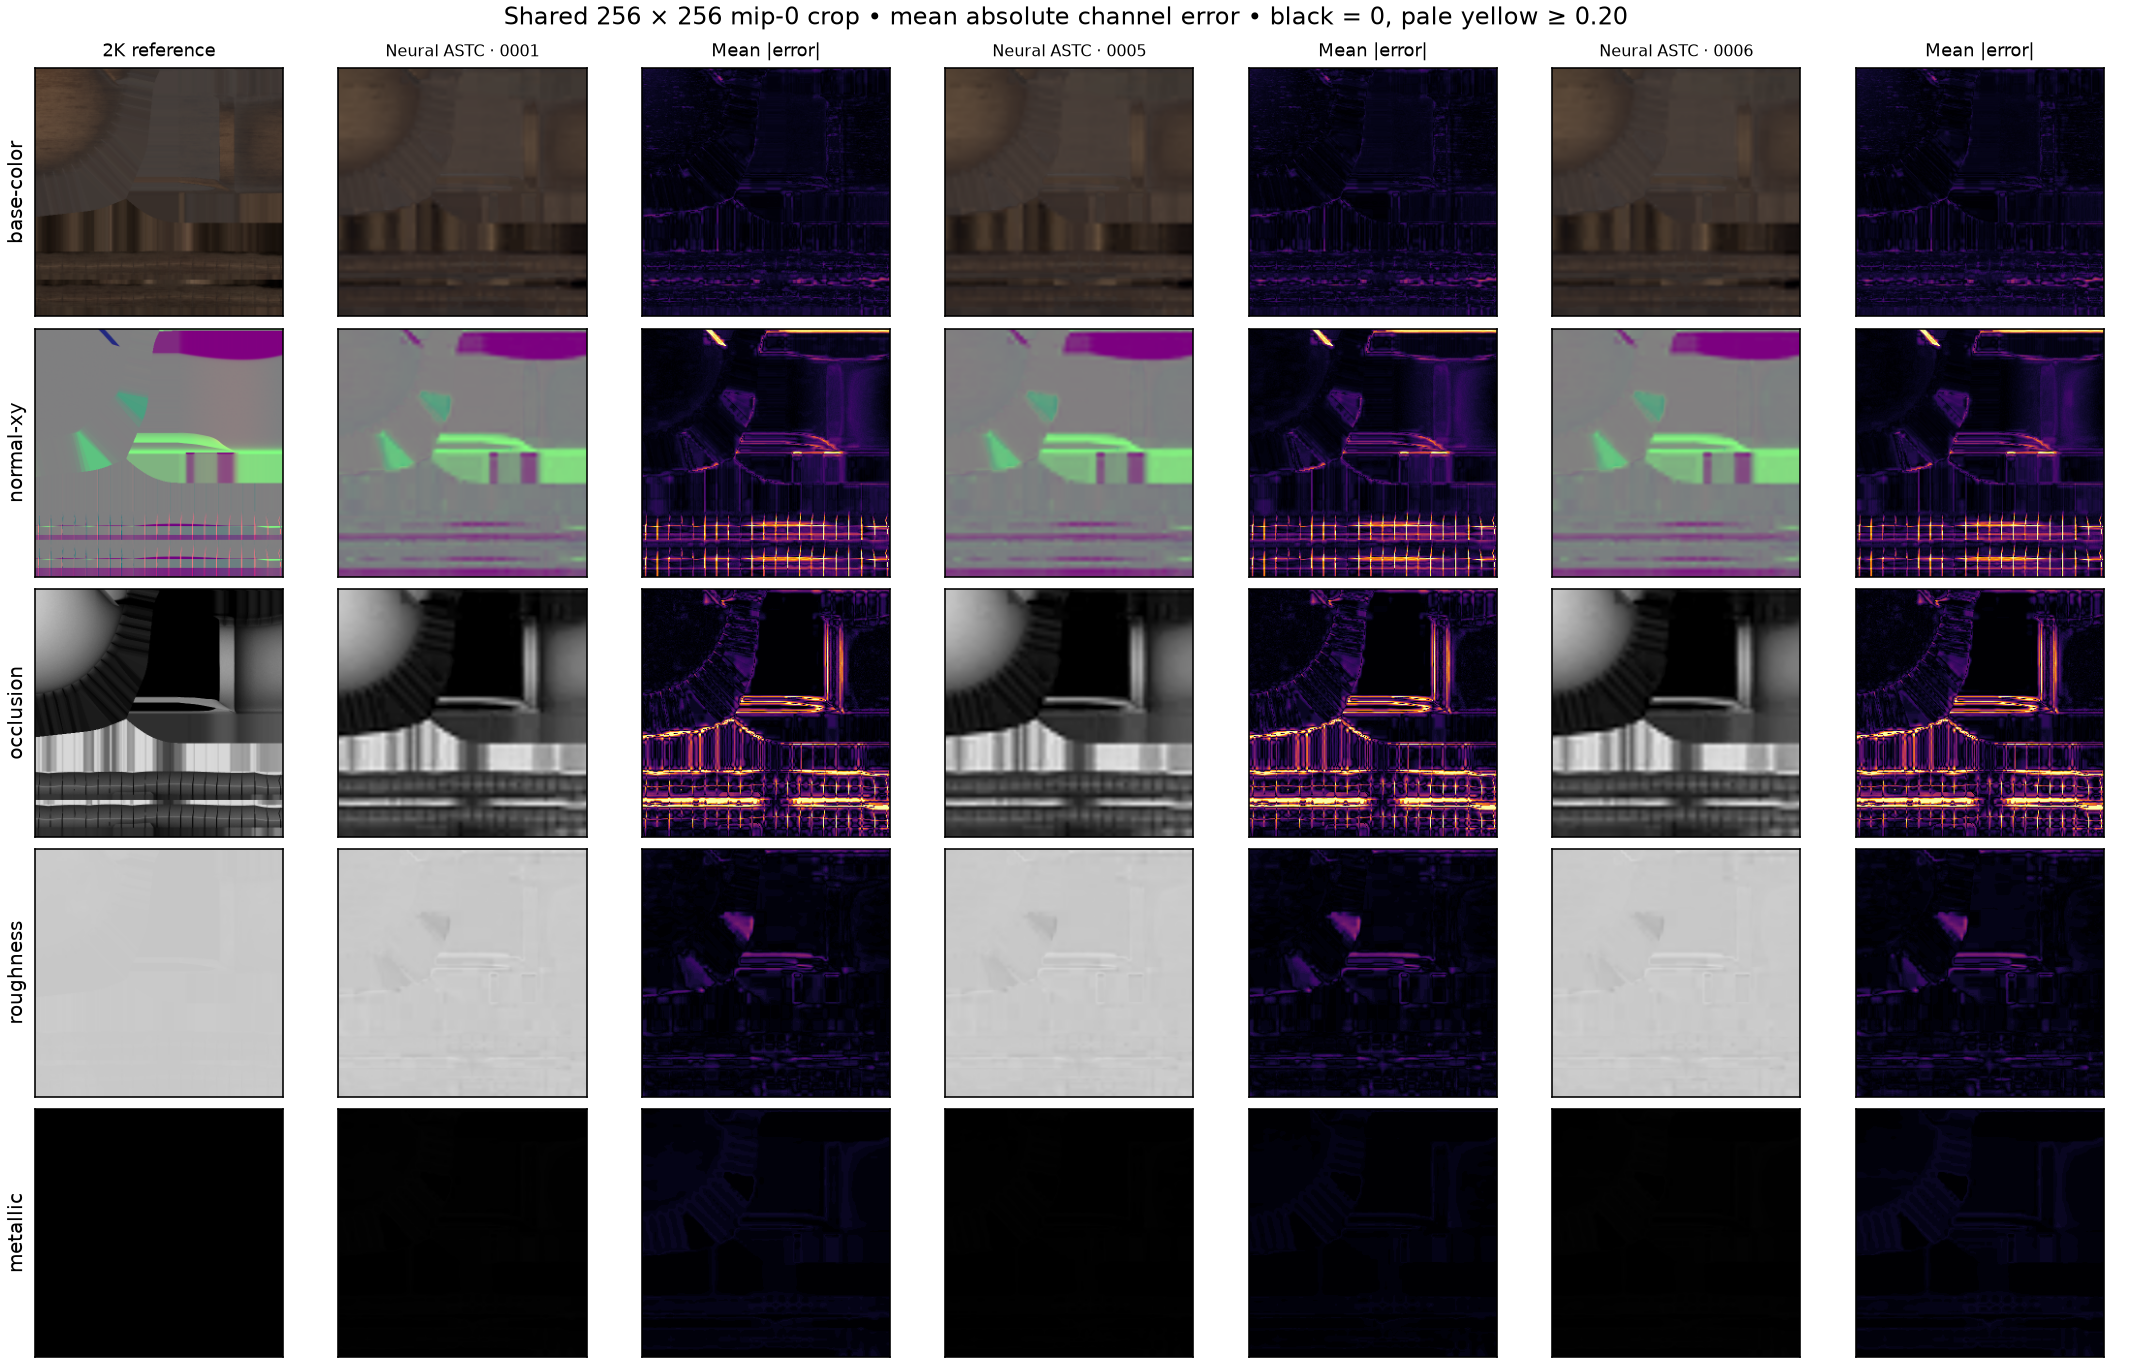 Shared 256 × 256 mip-0 crop • mean absolute channel error • black = 0, pale yellow ≥ 0.20
2K reference
Neural ASTC · 0001
Mean |error|
Neural ASTC · 0005
Mean |error|
Neural ASTC · 0006
Mean |error|
base-color
normal-xy
occlusion
roughness
metallic